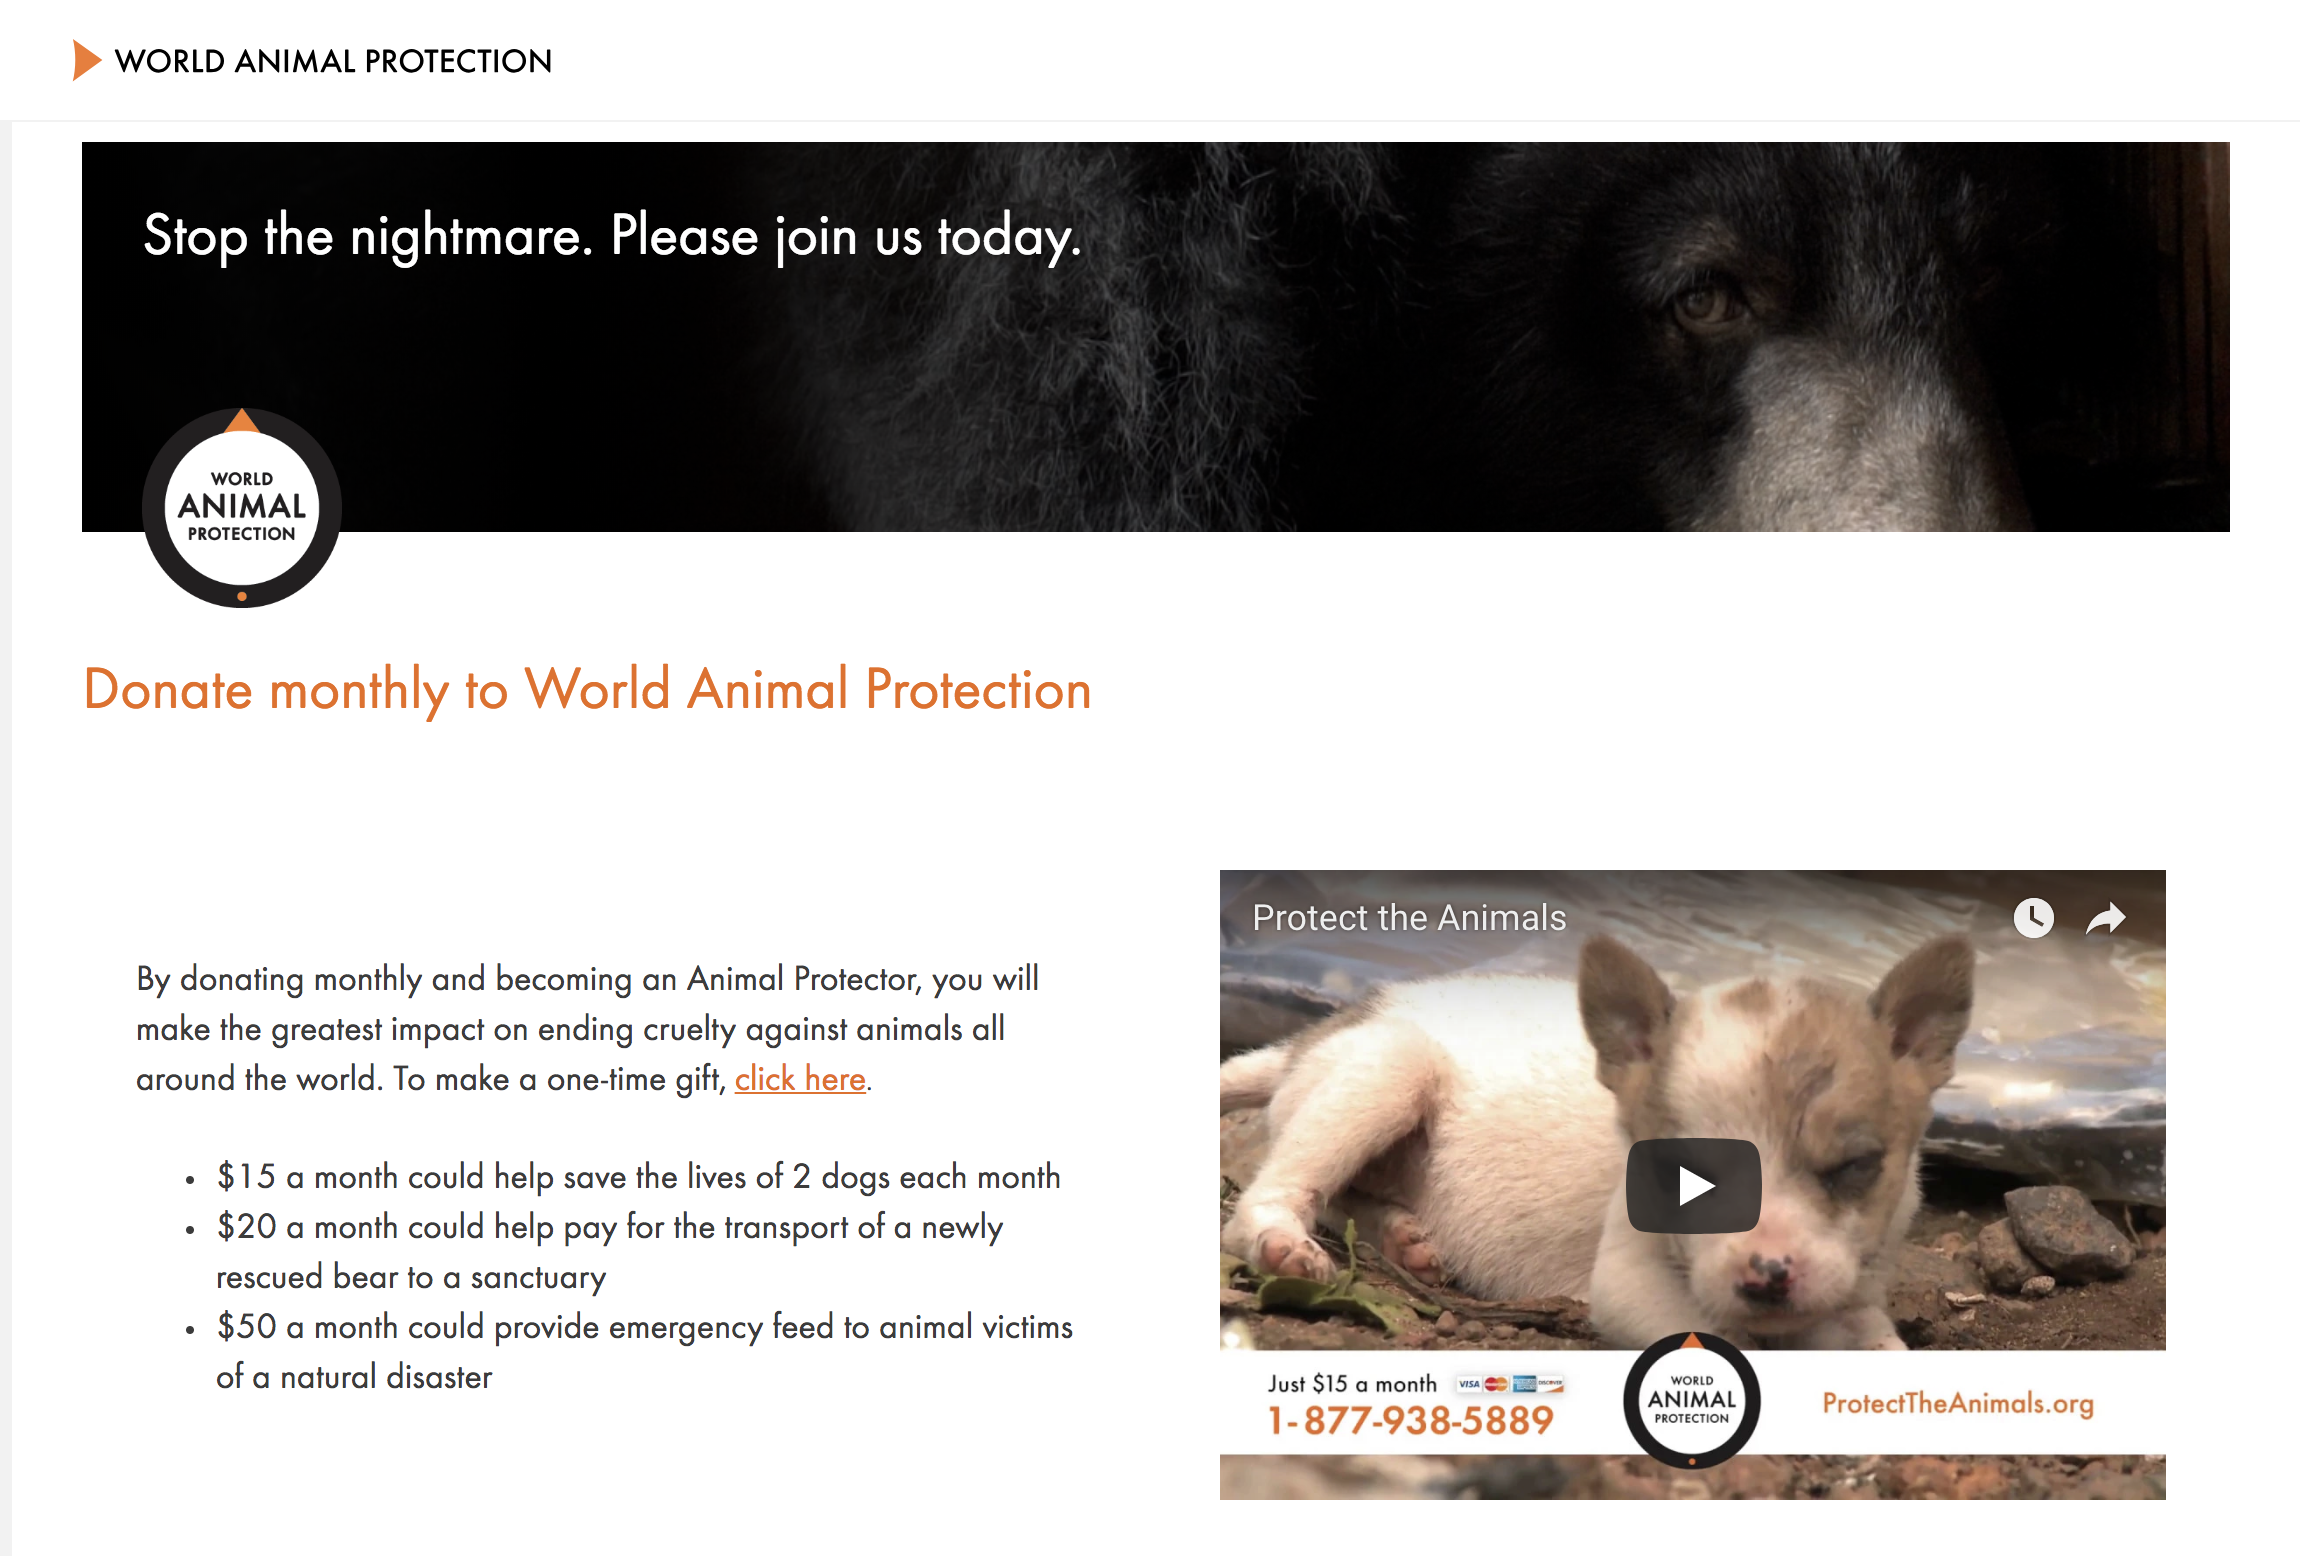 WORLD ANIMAL PROTECTION
Stop the nightmare. Please join us today.
WORLD
ANIMAL
PROTECTION
Donate monthly to World Animal Protection
By donating monthly and becoming an Animal Protector, you will
make the greatest impact on ending cruelty against animals all
around the world. To make a one-time gift, click here.
• $15 a month could help save the lives of 2 dogs each month
• $20 a month could help pay for the transport of a newly
rescued bear to a sanctuary
• $50 a month could provide emergency feed to animal victims
of a natural disaster
Protect the Animals
Just $15 a month VISA DISCOVER
1-877-938-5889
WORLD
ANIMAL
PROTECTION
ProtectTheAnimals.org